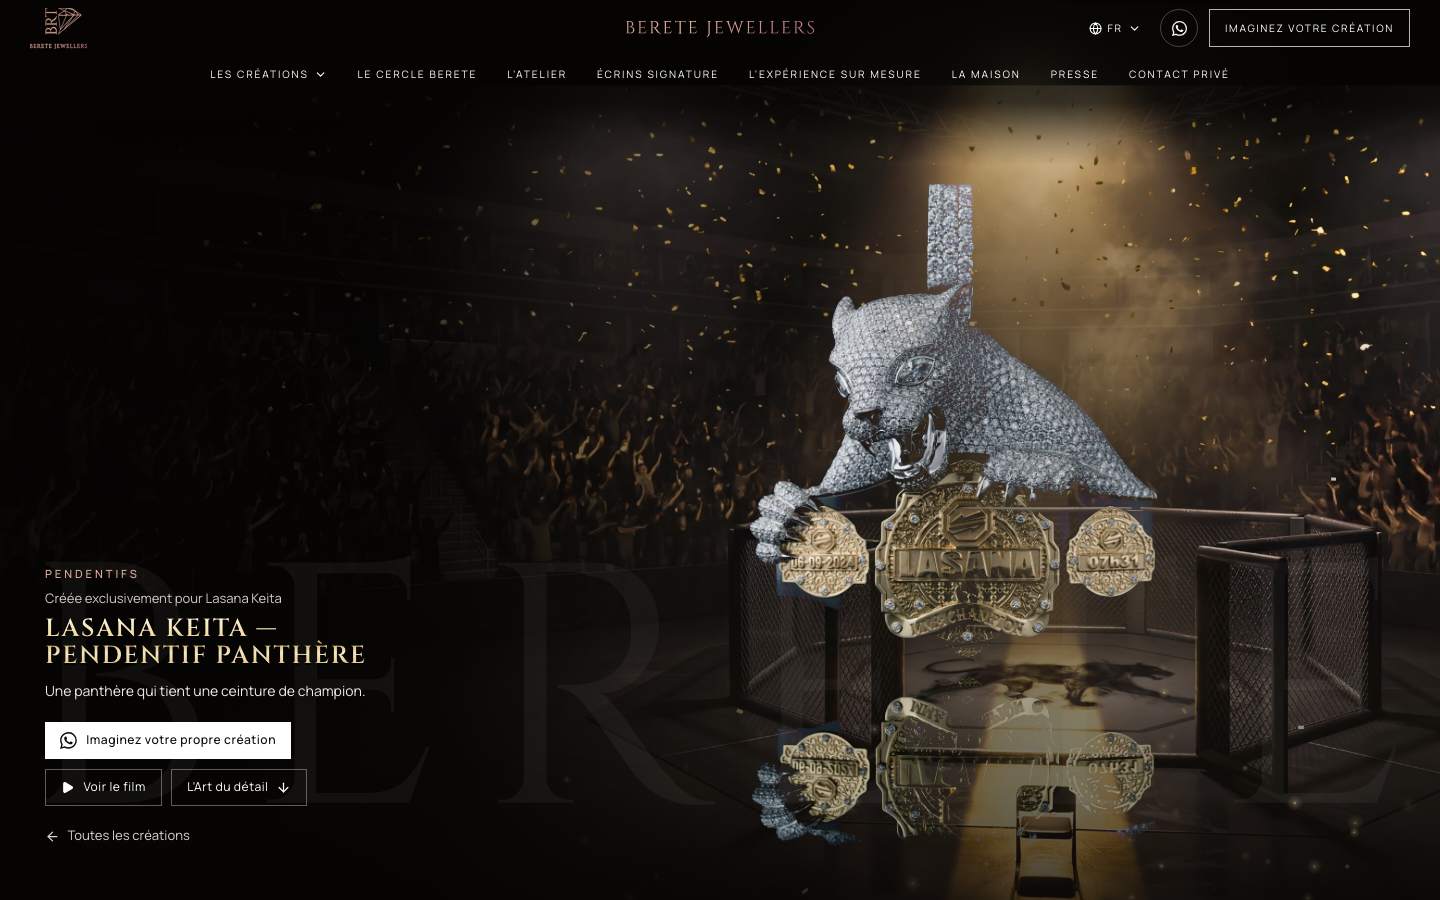 BRT
BERETE JEWELLERS
BERETE JEWELLERS
FR
IMAGINEZ VOTRE CRÉATION
LES CRÉATIONS
LE CERCLE BERETE
L'ATELIER
ÉCRINS SIGNATURE
L'EXPÉRIENCE SUR MESURE
LA MAISON
PRESSE
CONTACT PRIVÉ
LASANA
07h31
PENDENTIFS
Créée exclusivement pour Lasana Keita
LASANA KEITA —
PENDENTIF PANTHÈRE
Une panthère qui tient une ceinture de champion.
Imaginez votre propre création
Voir le film
L'Art du détail
Toutes les créations